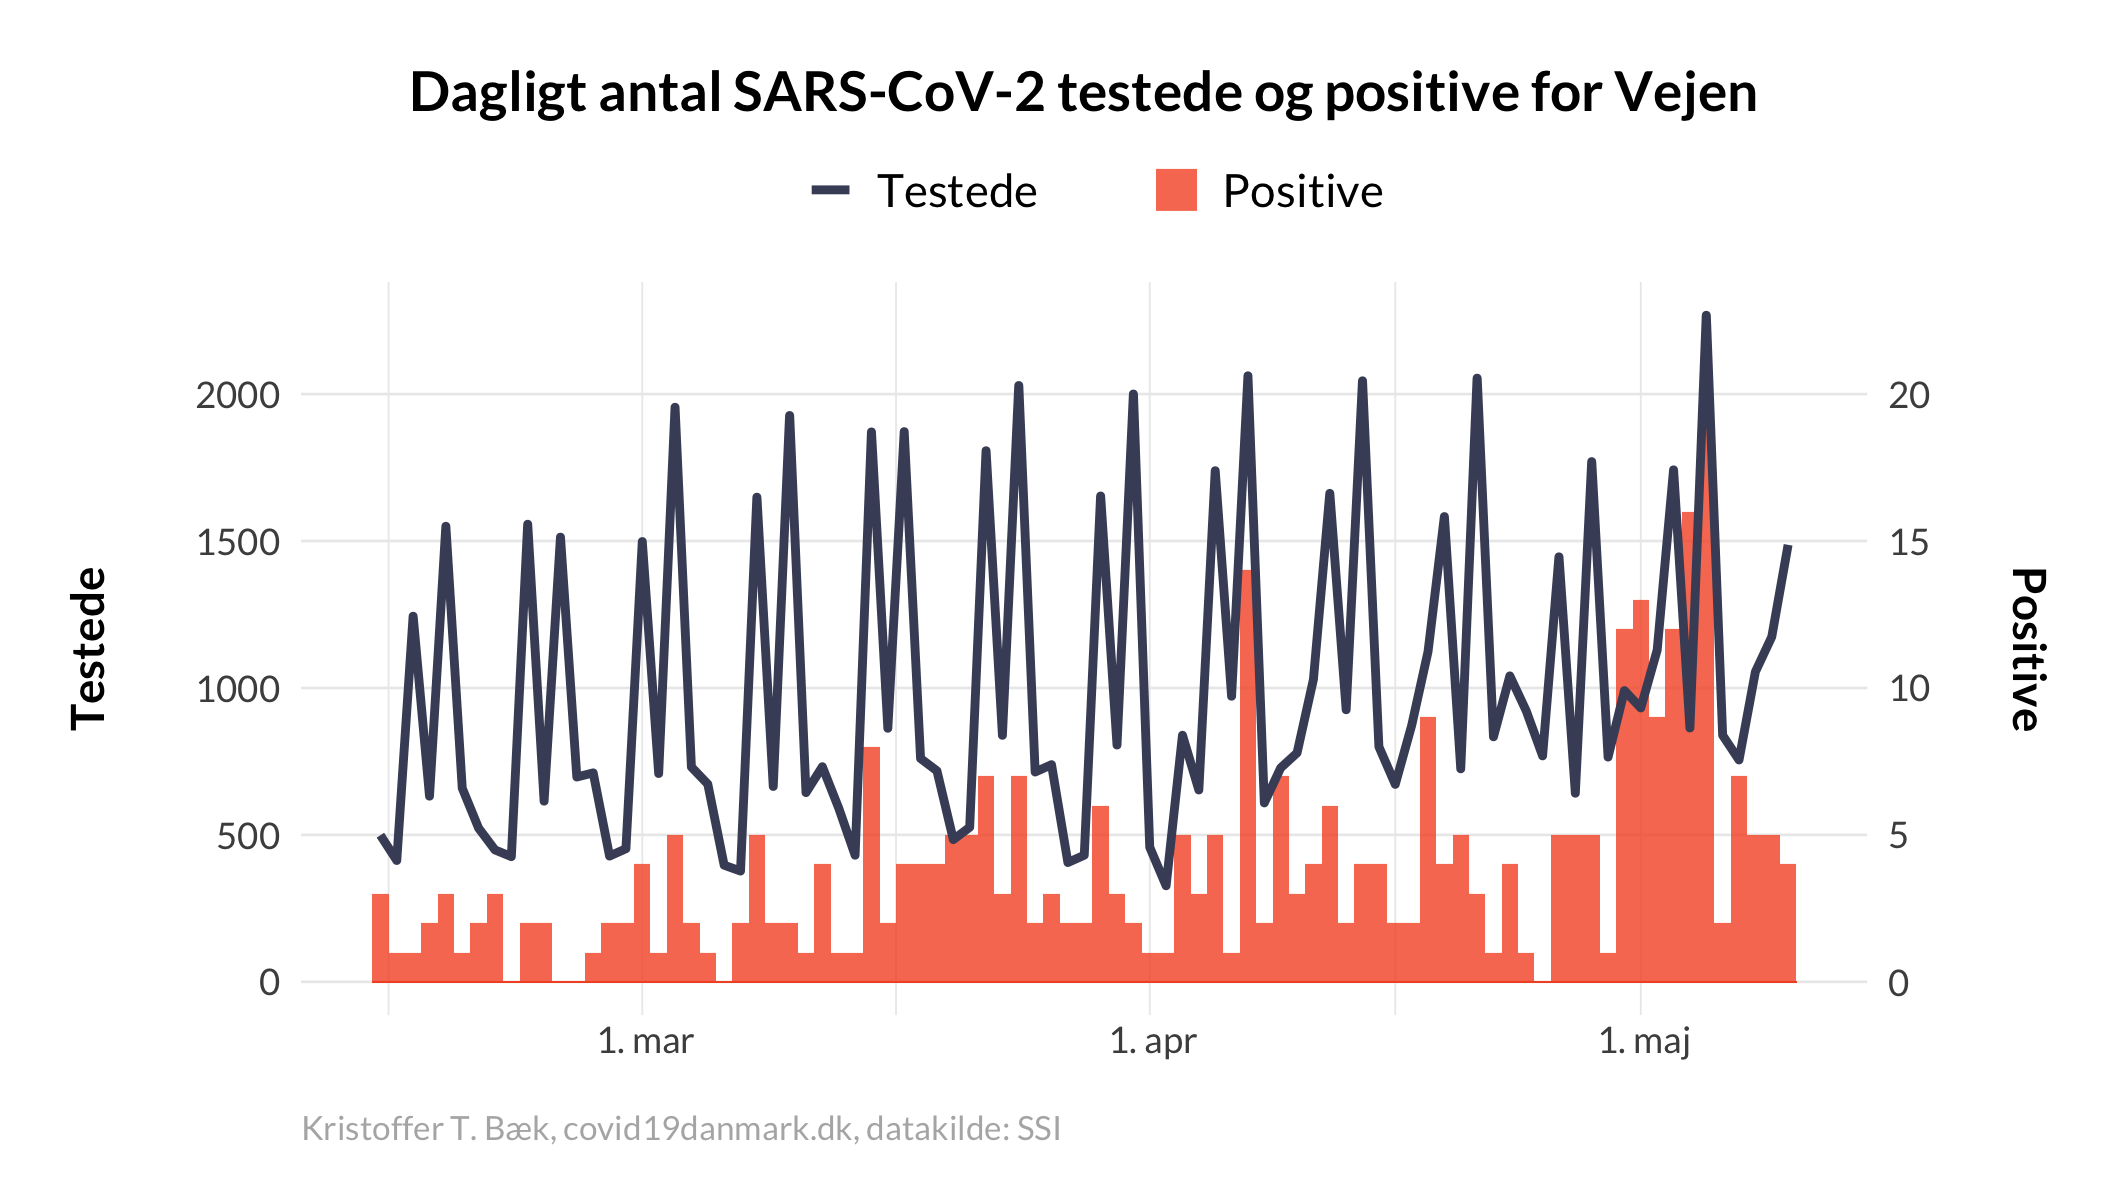 Dagligt antal SARS-CoV-2 testede og positive for Vejen
Testede
Positive
Testede
2000
1500
1000
500
0
20
15
10
5
0
Positive
1. mar
1. apr
1. maj
Kristoffer T. Bæk, covid19danmark.dk, datakilde: SSI